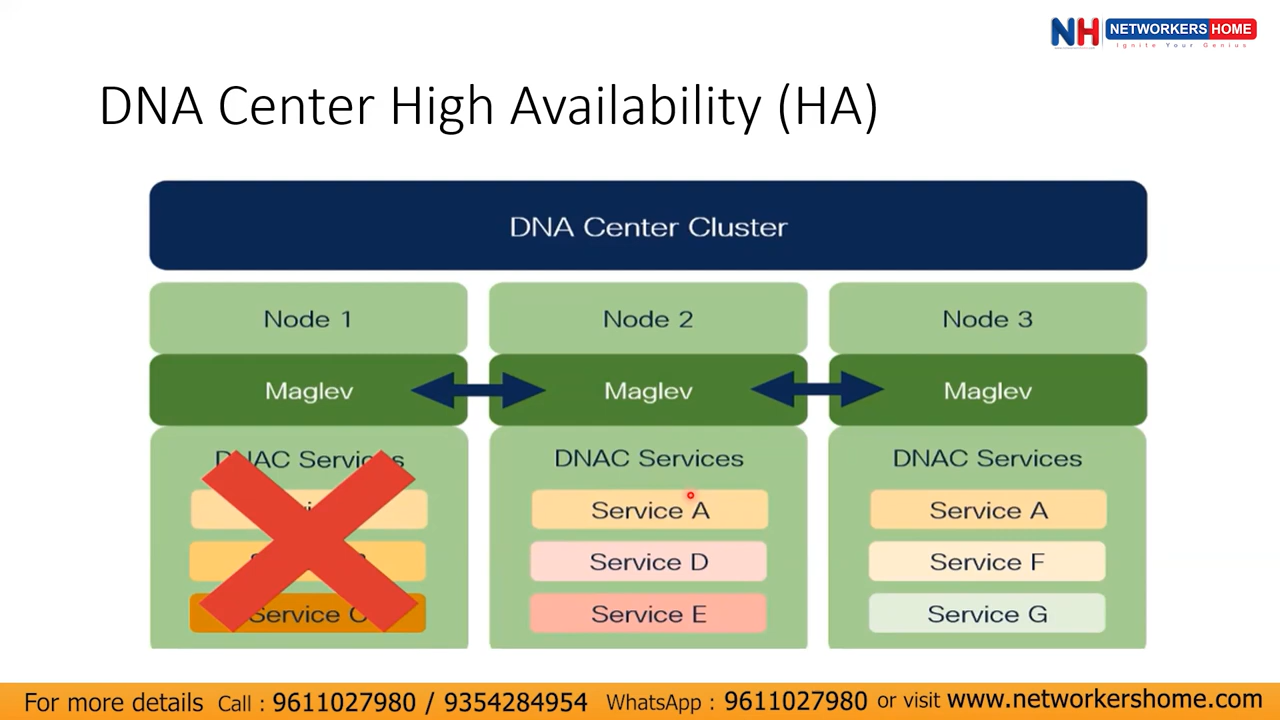 NH NETWORKERS HOME
Ignite Your Genius
DNA Center High Availability (HA)
DNA Center Cluster
Node 1
Node 2
Node 3
Maglev
Maglev
Maglev
DNAC Services
DNAC Services
DNAC Services
Service A
Service A
Service D
Service F
Service C
Service E
Service G
For more details Call : 9611027980 / 9354284954 WhatsApp : 9611027980 or visit www.networkershome.com